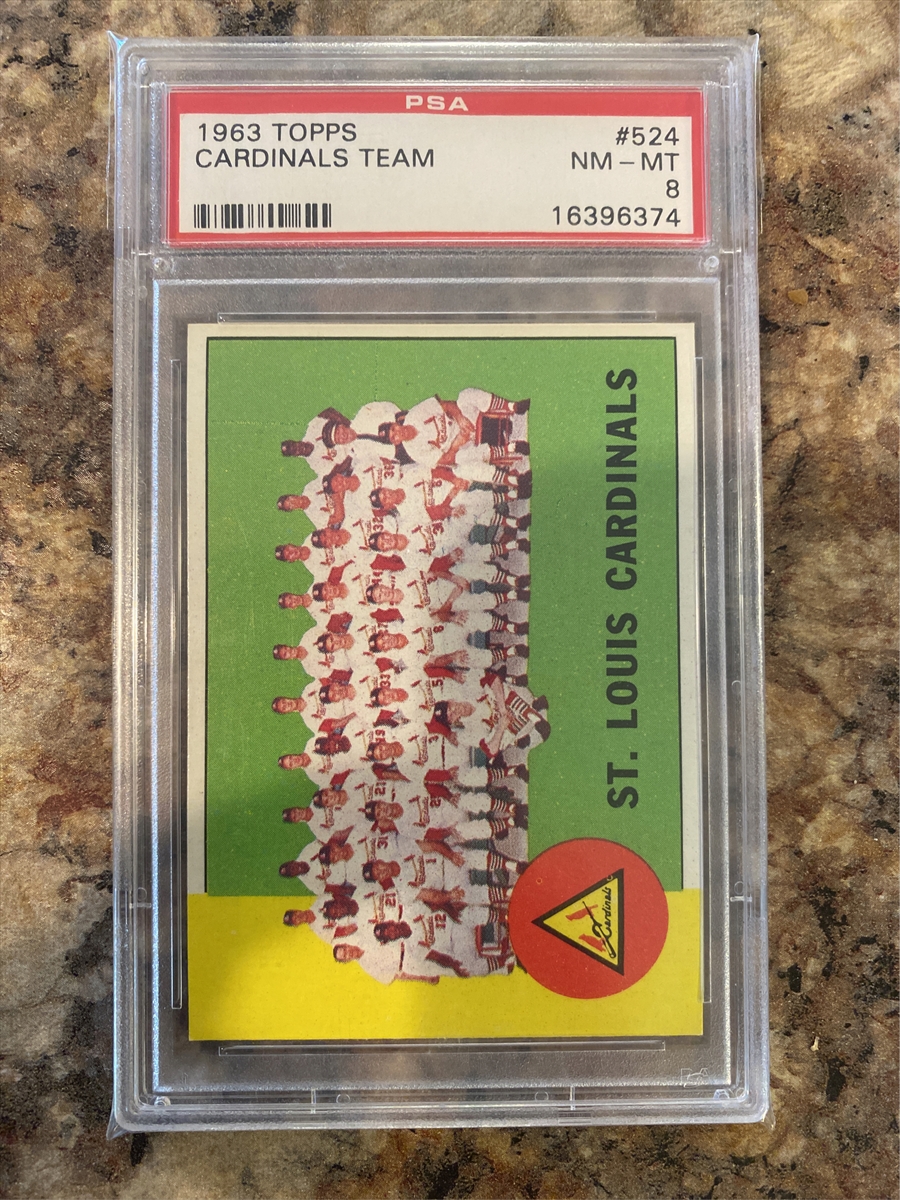 PSA
1963 TOPPS
#524
CARDINALS TEAM
NM – MT
8
16396374
ST. LOUIS CARDINALS
Cardinals